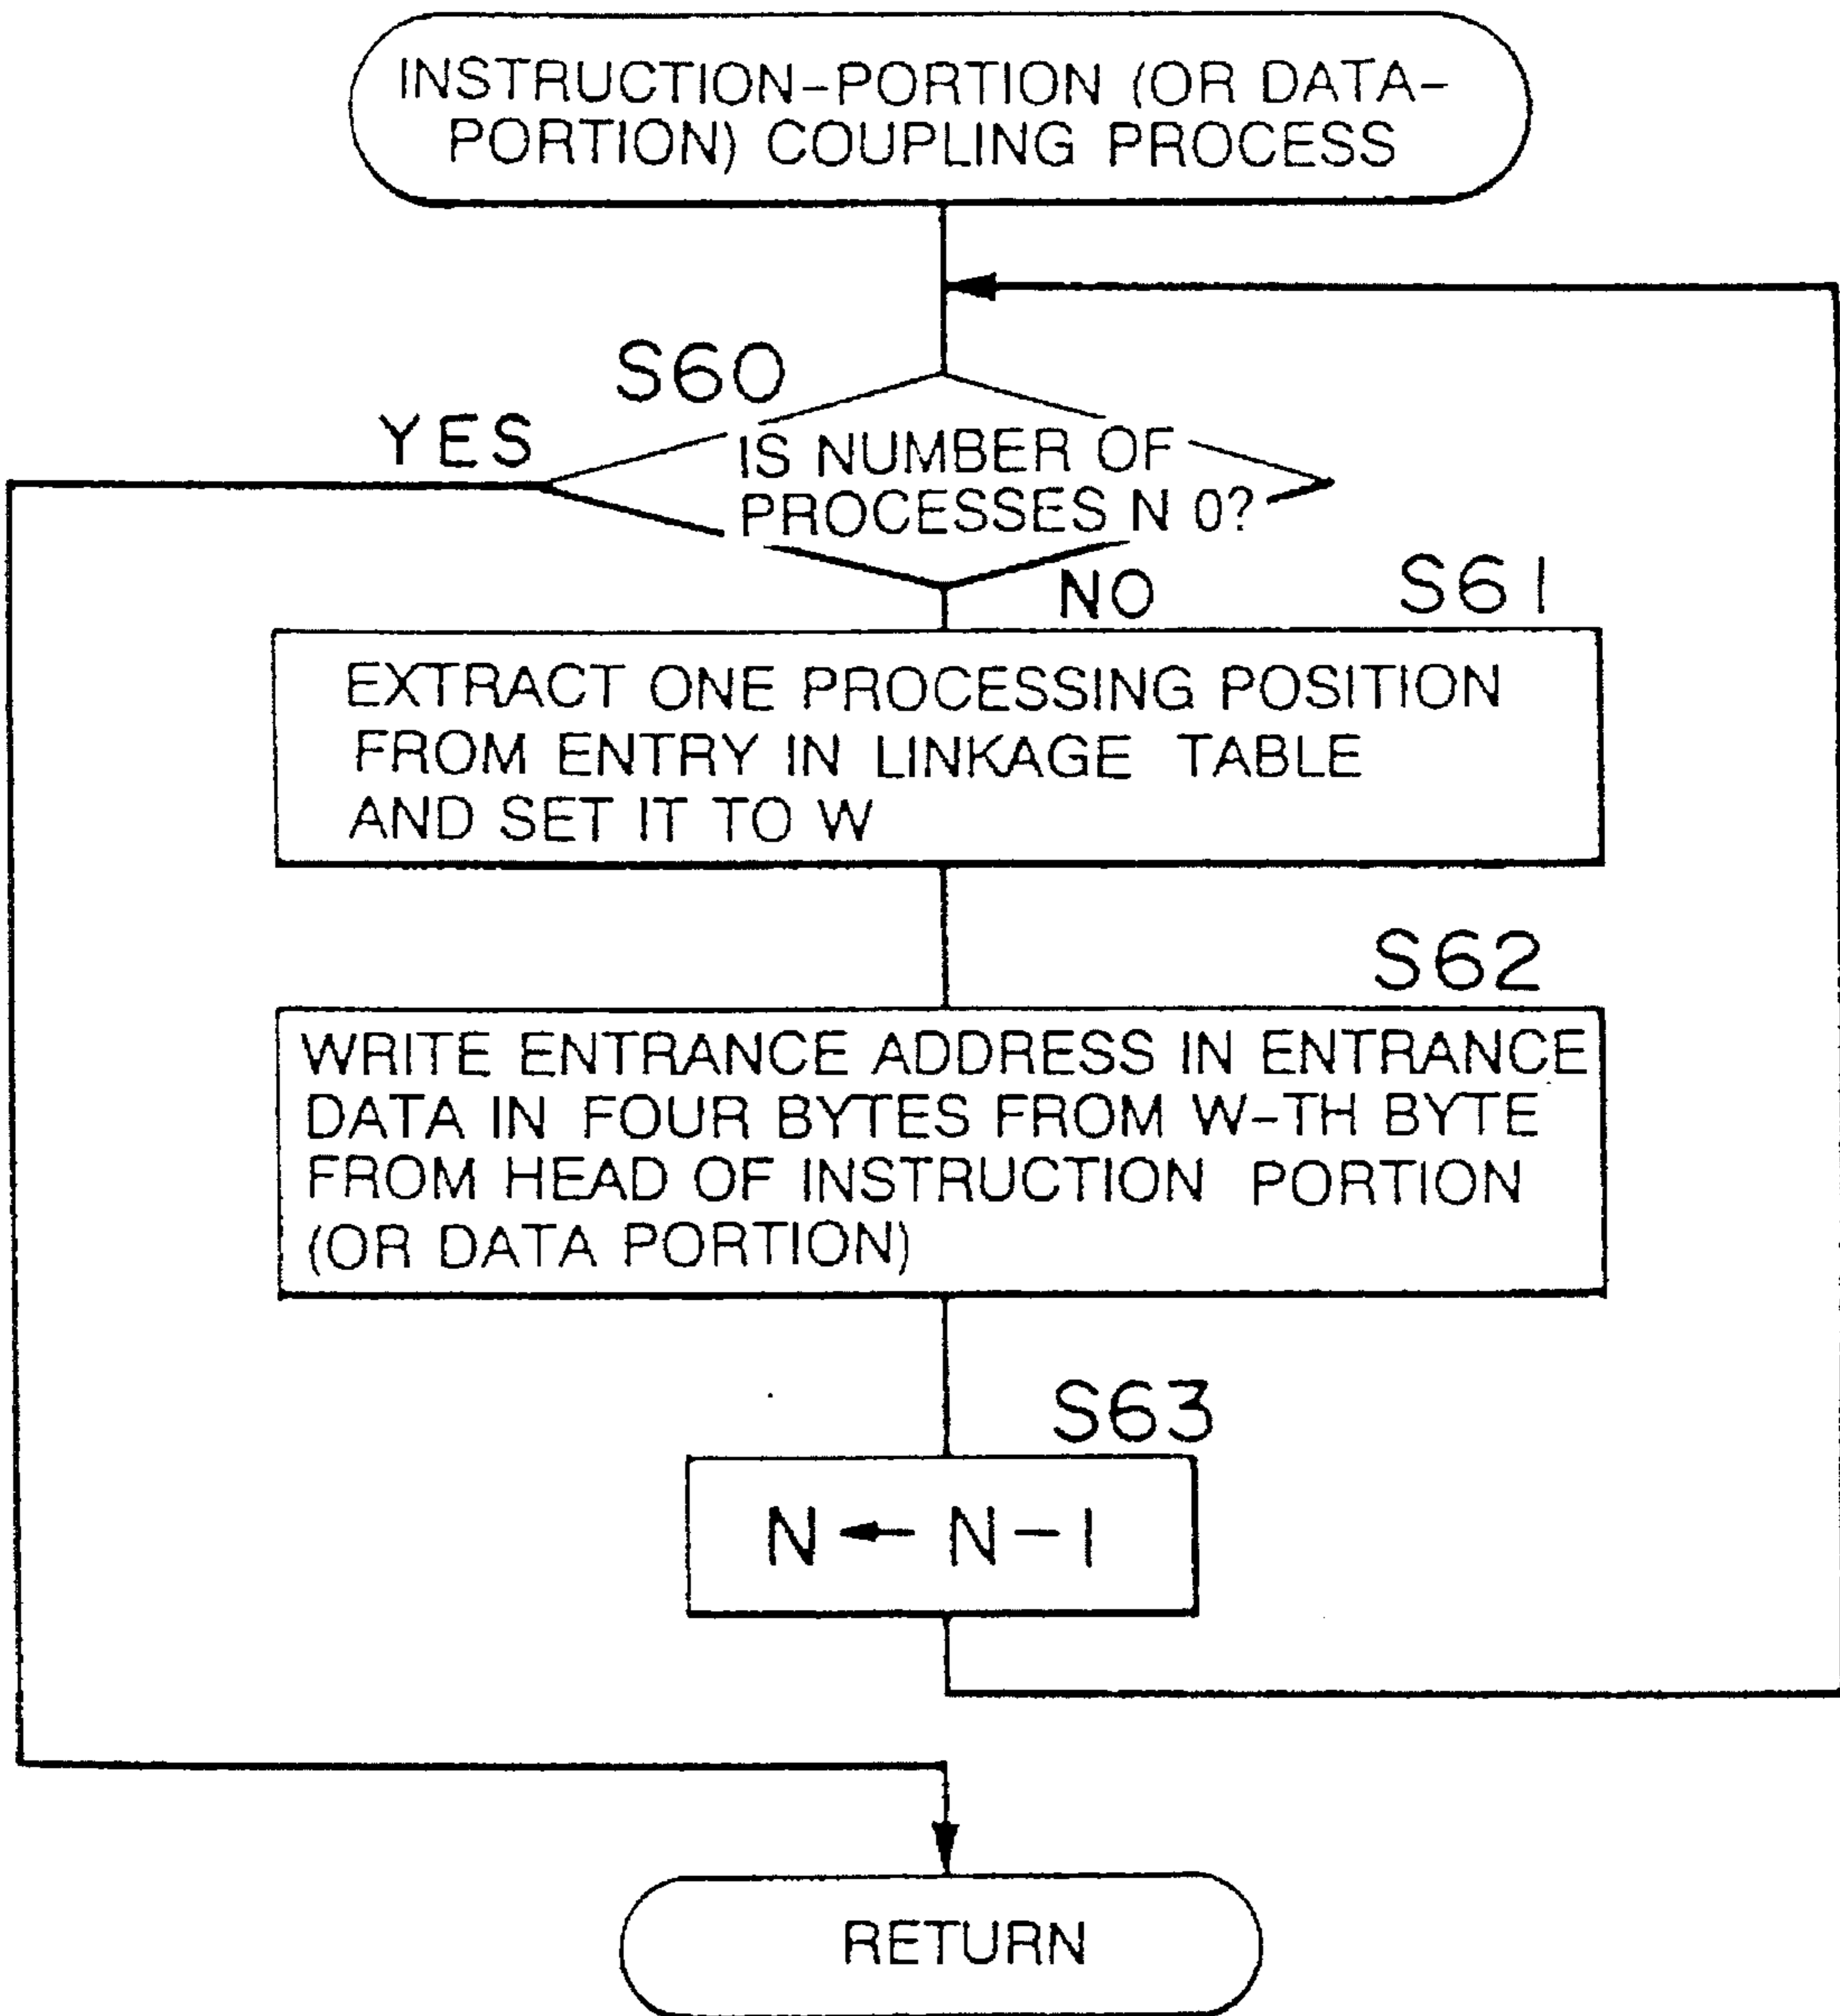 INSTRUCTION-PORTION (OR DATA-
PORTION) COUPLING PROCESS
S60
YES
IS NUMBER OF
PROCESSES N 0?
NO
S61
EXTRACT ONE PROCESSING POSITION
FROM ENTRY IN LINKAGE TABLE
AND SET IT TO W
S62
WRITE ENTRANCE ADDRESS IN ENTRANCE
DATA IN FOUR BYTES FROM W-TH BYTE
FROM HEAD OF INSTRUCTION PORTION
(OR DATA PORTION)
S63
N ← N-1
RETURN